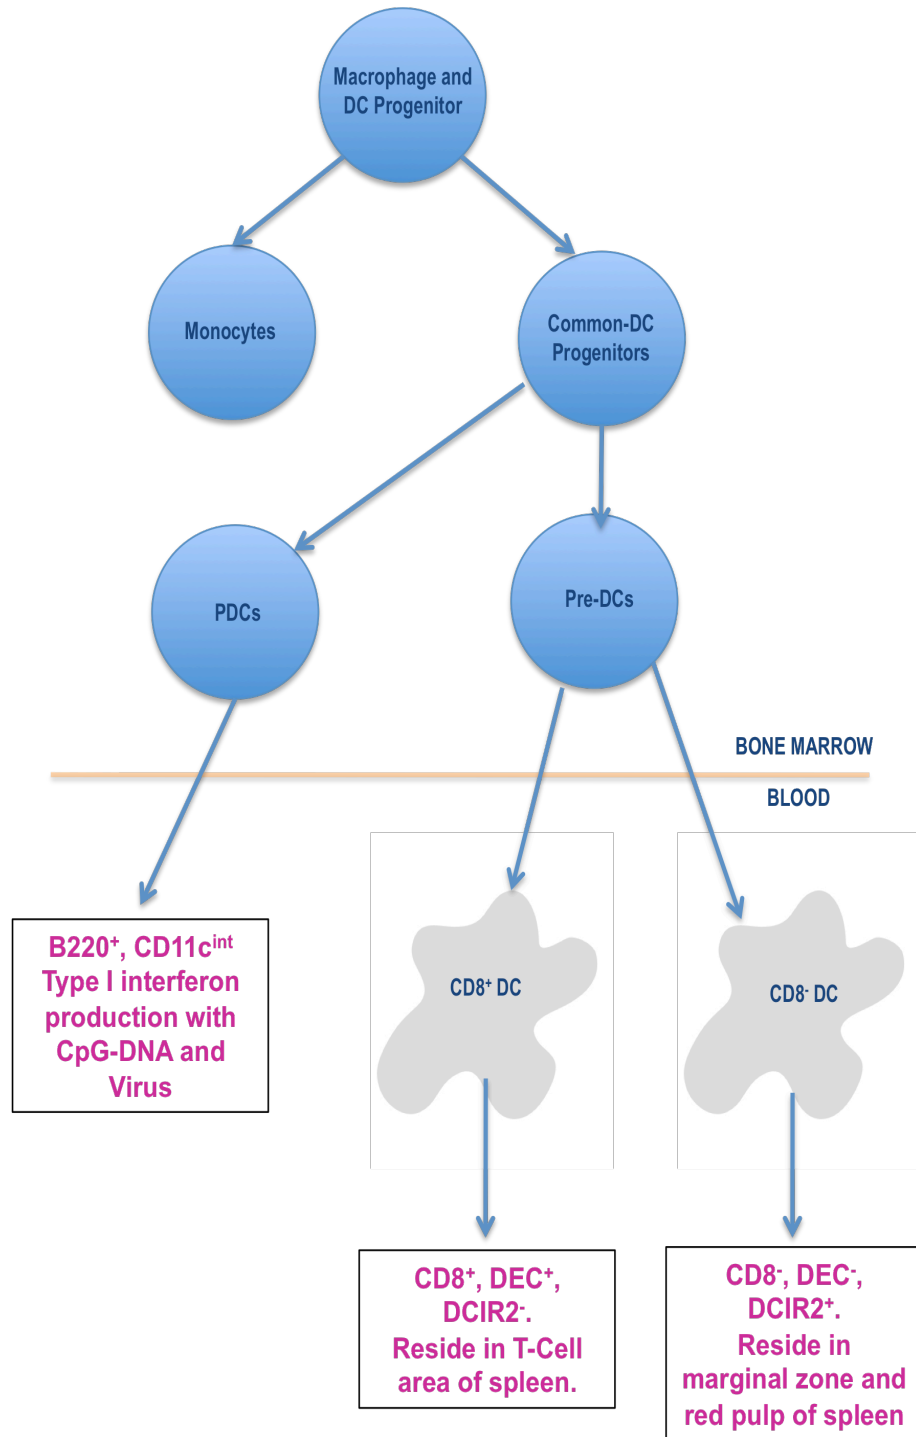 Macrophage and
DC Progenitor
Monocytes
Common-DC
Progenitors
PDCs
Pre-DCs
BONE MARROW
BLOOD
B220⁺, CD11cⁱⁿᵗ
Type I interferon
production with
CpG-DNA and
Virus
CD8⁺ DC
CD8⁻ DC
CD8⁺, DEC⁺,
DCIR2⁻.
Reside in T-Cell
area of spleen.
CD8⁻, DEC⁻,
DCIR2⁺.
Reside in
marginal zone and
red pulp of spleen